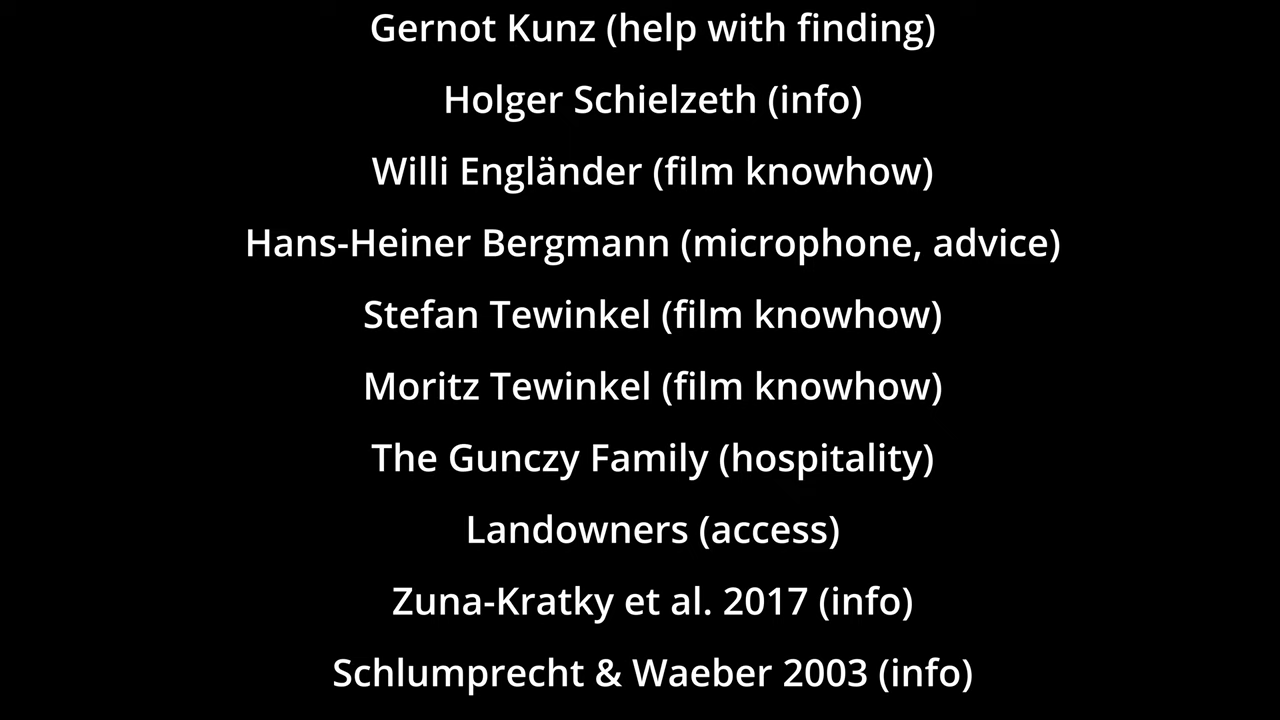 Gernot Kunz (help with finding)
Holger Schielzeth (info)
Willi Engländer (film knowhow)
Hans-Heiner Bergmann (microphone, advice)
Stefan Tewinkel (film knowhow)
Moritz Tewinkel (film knowhow)
The Gunczy Family (hospitality)
Landowners (access)
Zuna-Kratky et al. 2017 (info)
Schlumprecht & Waeber 2003 (info)